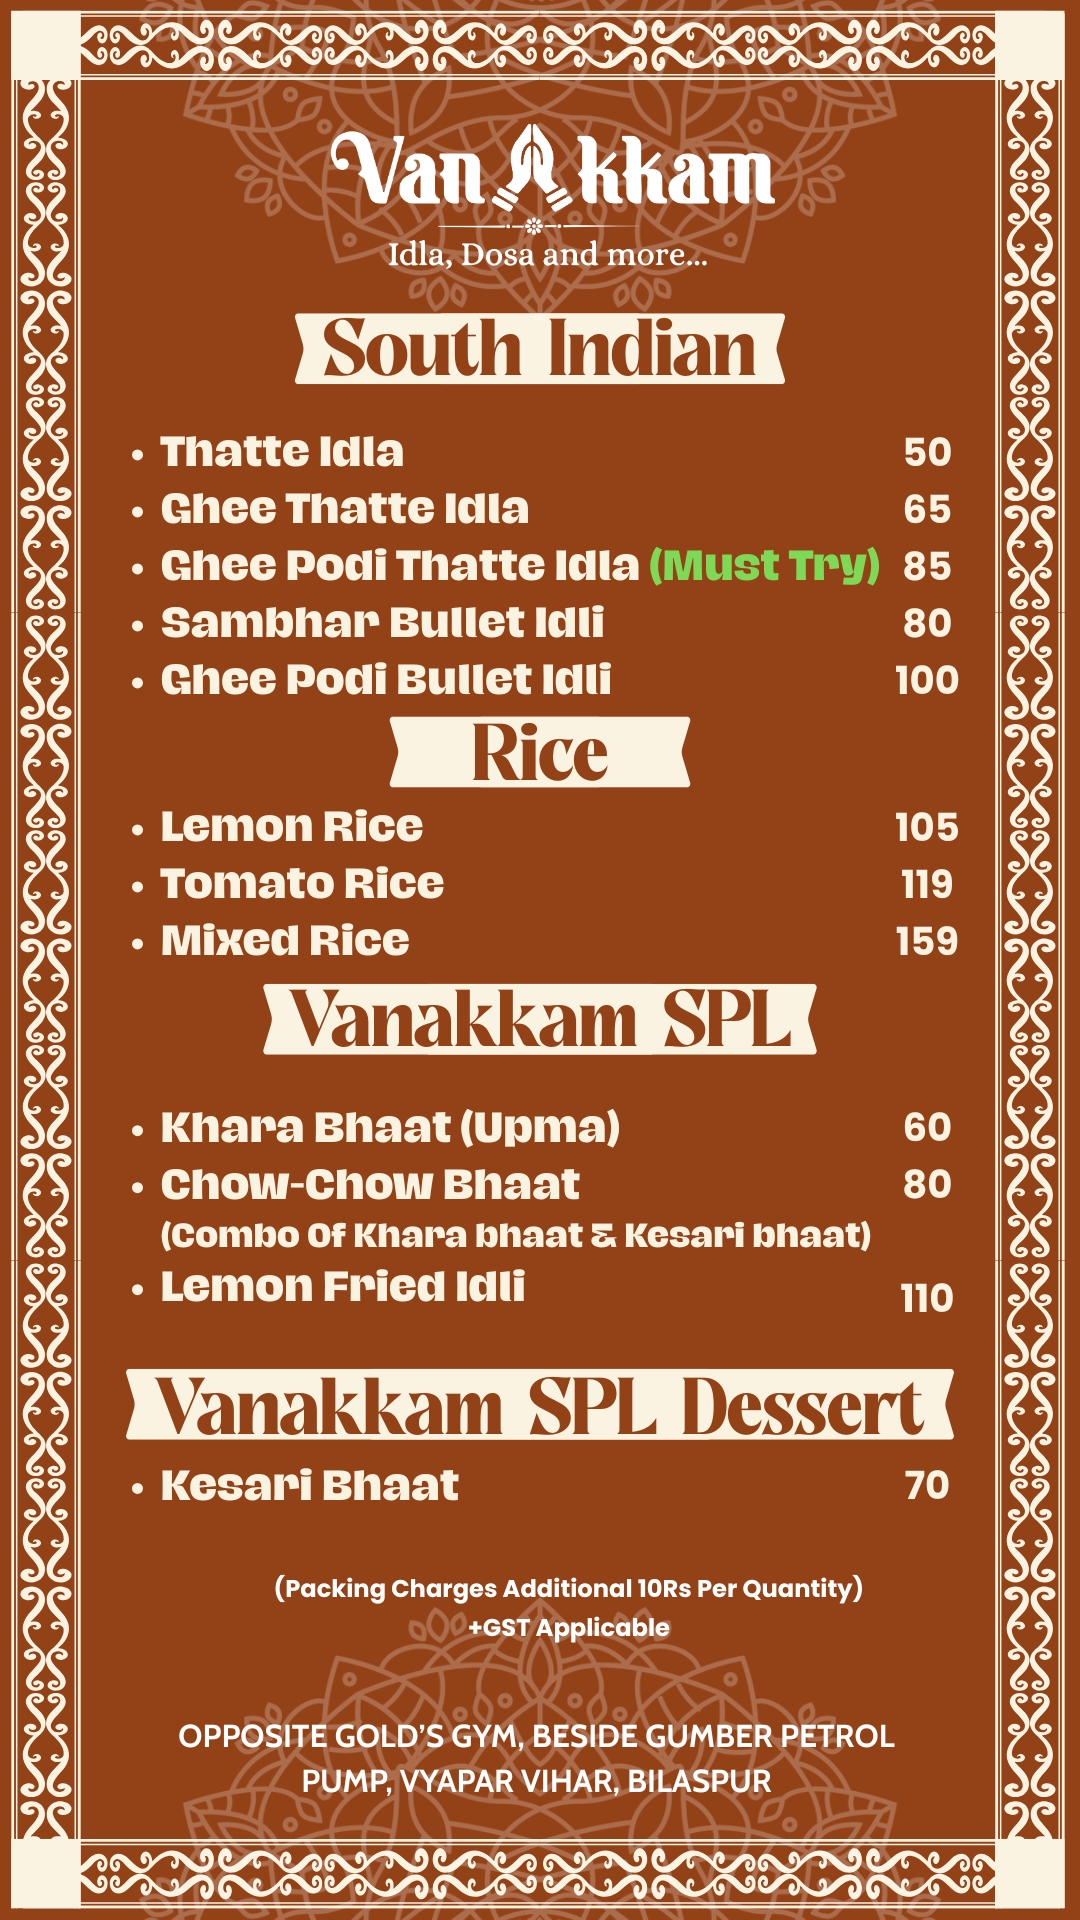 Vanakkam
Idla, Dosa and more...
South Indian
• Thatte Idla 50
• Ghee Thatte Idla 65
• Ghee Podi Thatte Idla (Must Try) 85
• Sambhar Bullet Idli 80
• Ghee Podi Bullet Idli 100
Rice
• Lemon Rice 105
• Tomato Rice 119
• Mixed Rice 159
Vanakkam SPL
• Khara Bhaat (Upma) 60
• Chow-Chow Bhaat 80
(Combo Of Khara bhaat & Kesari bhaat)
• Lemon Fried Idli 110
Vanakkam SPL Dessert
• Kesari Bhaat 70
(Packing Charges Additional 10Rs Per Quantity)
+GST Applicable
OPPOSITE GOLD'S GYM, BESIDE GUMBER PETROL
PUMP, VYAPAR VIHAR, BILASPUR